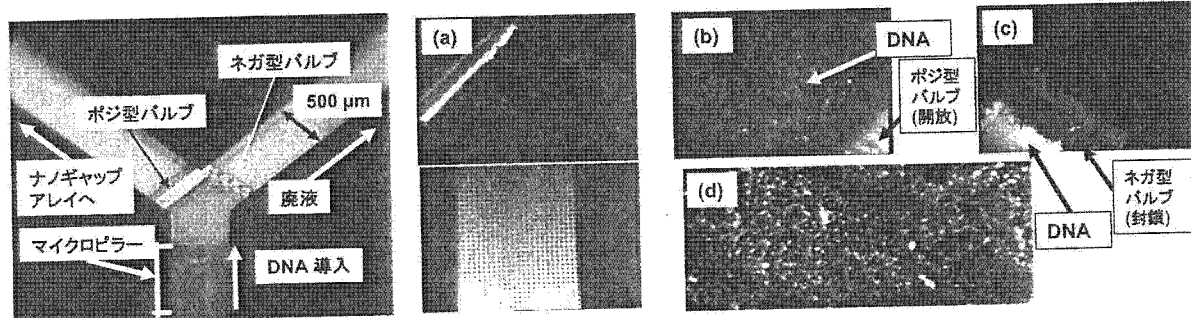 ネガ型バルブ
ポジ型バルブ
500 μm
ナノギャップ
アレイへ
廃液
マイクロピラー
DNA 導入
(a)
(b)
DNA
ポジ型
バルブ
(開放)
(c)
ネガ型
バルブ
(封鎖)
DNA
(d)